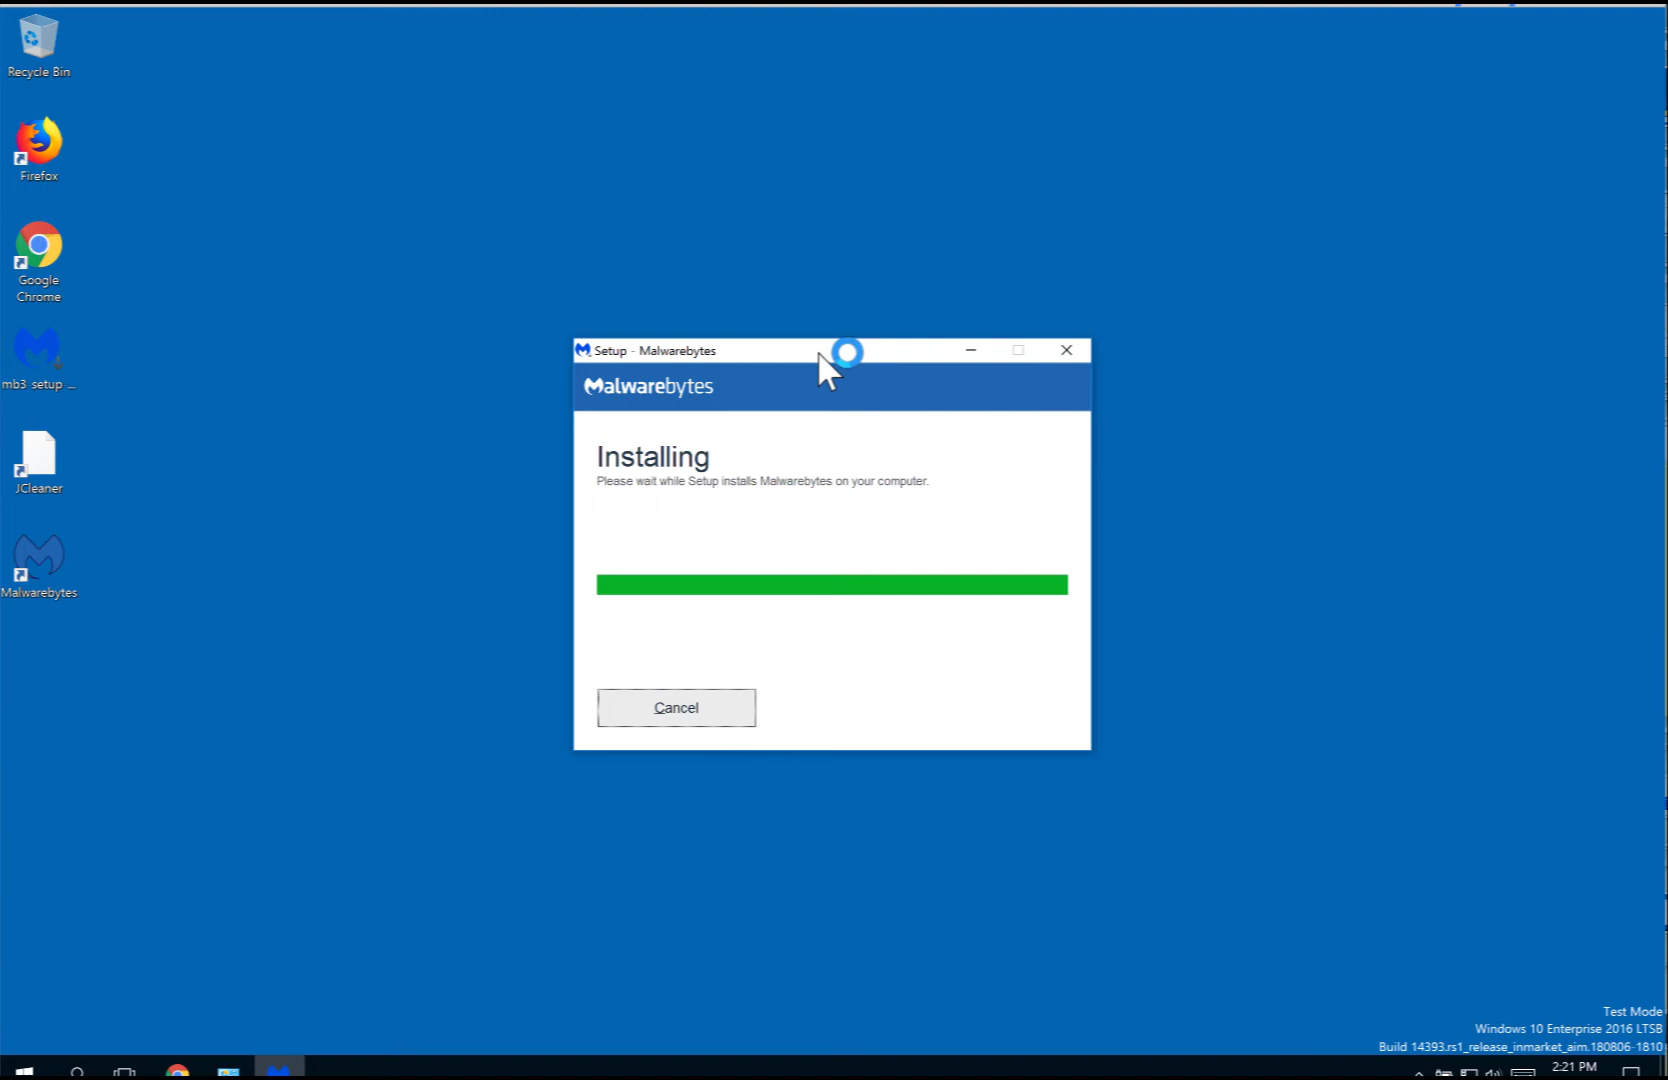 Recycle Bin
Firefox
Google
Chrome
mb3-setup-...
JCleaner
Malwarebytes
Setup - Malwarebytes
Malwarebytes
Installing
Please wait while Setup installs Malwarebytes on your computer.
Cancel
Test Mode
Windows 10 Enterprise 2016 LTSB
Build 14393.rs1_release_inmarket_aim.180806-1810
2:21 PM